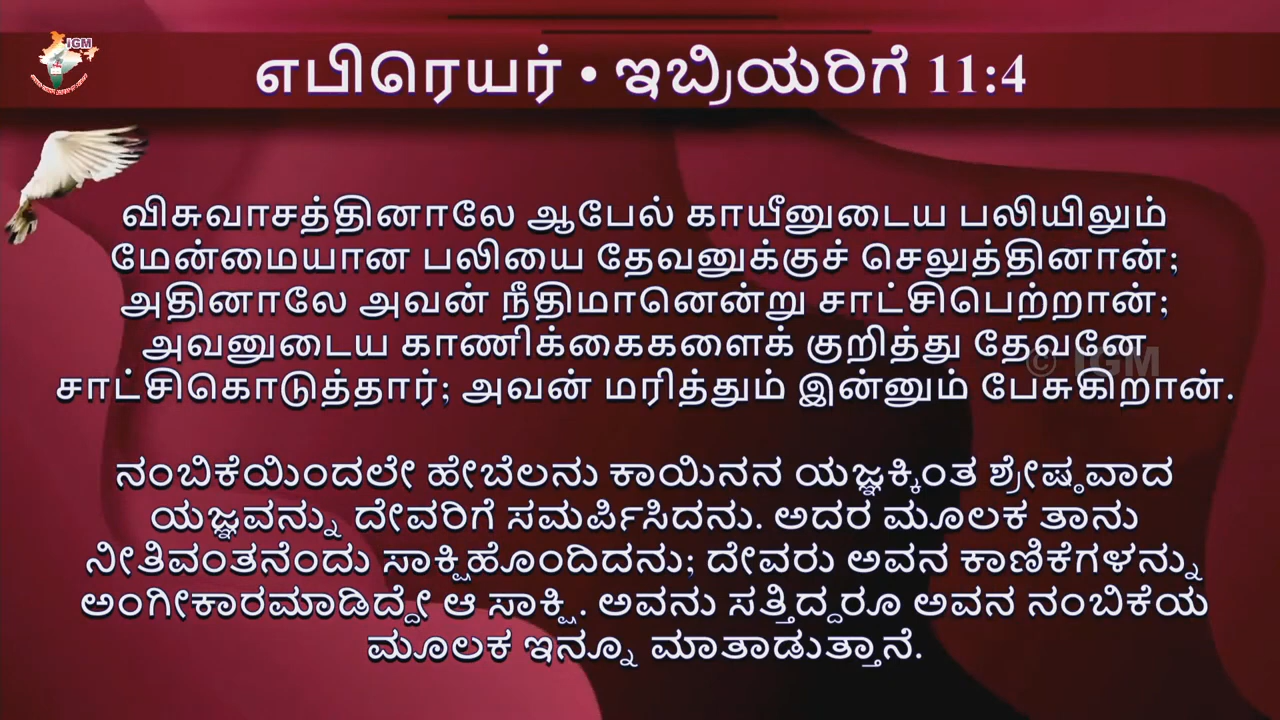 IGM
எபிரெயர் • ಇಬ್ರಿಯರಿಗೆ 11:4
விசுவாசத்தினாலே ஆபேல் காயீனுடைய பலியிலும்
மேன்மையான பலியை தேவனுக்குச் செலுத்தினான்;
அதினாலே அவன் நீதிமானென்று சாட்சிபெற்றான்;
அவனுடைய காணிக்கைகளைக் குறித்து தேவனே
© IGM
சாட்சிகொடுத்தார்; அவன் மரித்தும் இன்னும் பேசுகிறான்.
ನಂಬಿಕೆಯಿಂದಲೇ ಹೇಬೆಲನು ಕಾಯಿನನ ಯಜ್ಞಕ್ಕಿಂತ ಶ್ರೇಷ್ಠವಾದ
ಯಜ್ಞವನ್ನು ದೇವರಿಗೆ ಸಮರ್ಪಿಸಿದನು. ಅದರ ಮೂಲಕ ತಾನು
ನೀತಿವಂತನೆಂದು ಸಾಕ್ಷಿಹೊಂದಿದನು; ದೇವರು ಅವನ ಕಾಣಿಕೆಗಳನ್ನು
ಅಂಗೀಕಾರಮಾಡಿದ್ದೇ ಆ ಸಾಕ್ಷಿ. ಅವನು ಸತ್ತಿದ್ದರೂ ಅವನ ನಂಬಿಕೆಯ
ಮೂಲಕ ಇನ್ನೂ ಮಾತಾಡುತ್ತಾನೆ.